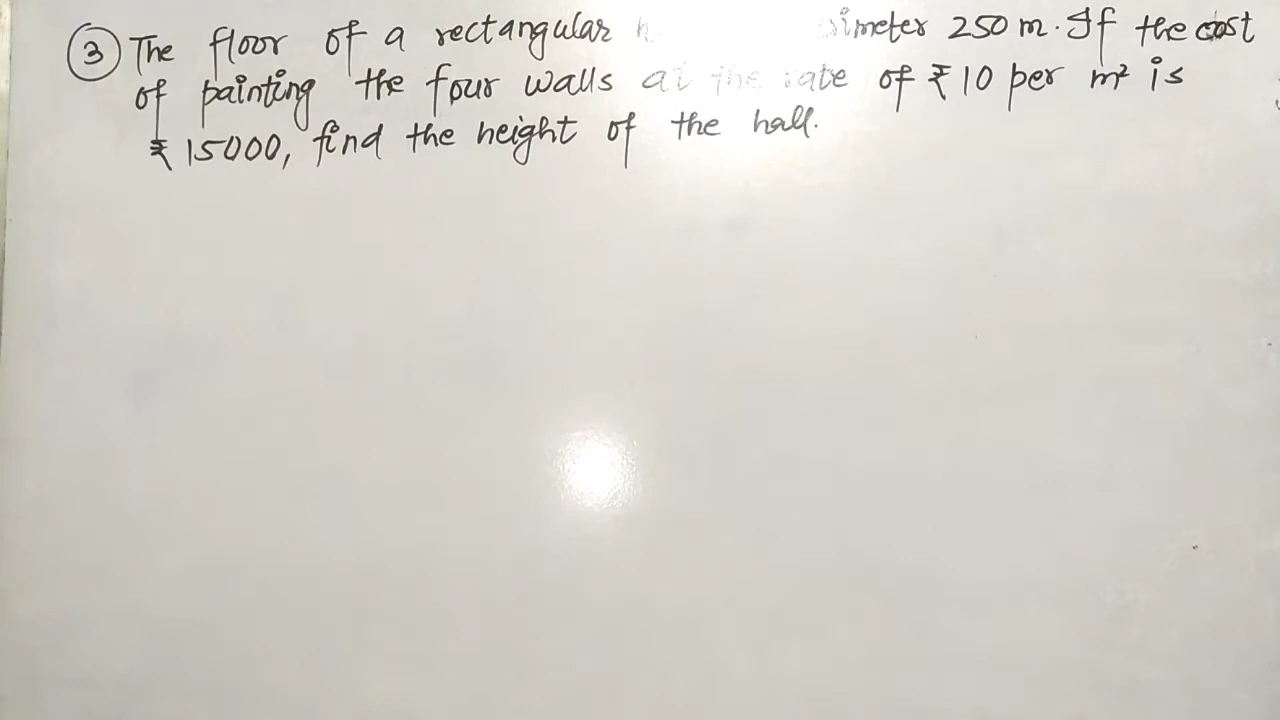 3 The floor of a rectangular 250 m. If the cost
of painting the four walls at the rate of ₹10 per m² is
₹15000, find the height of the hall.